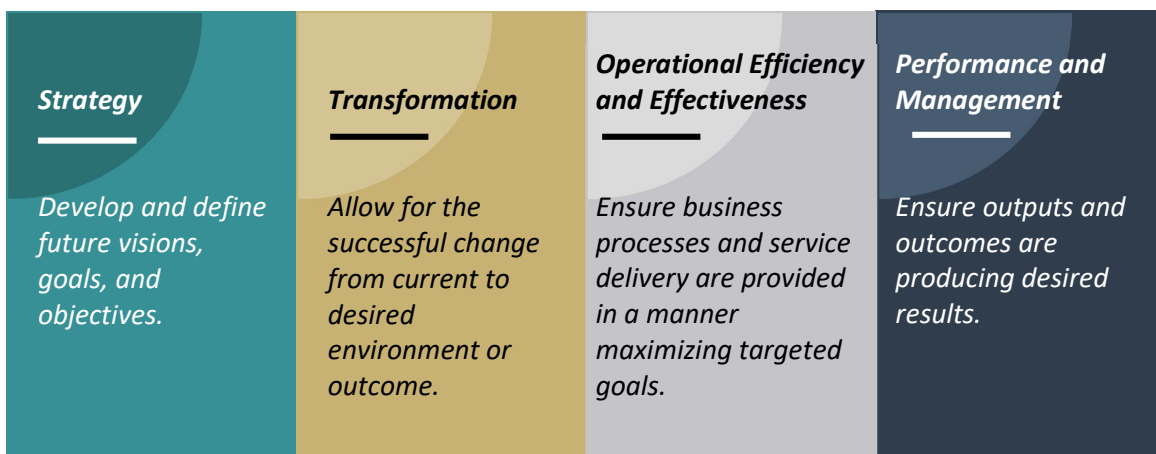 Strategy
Develop and define
future visions,
goals, and
objectives.
Transformation
Allow for the
successful change
from current to
desired
environment or
outcome.
Operational Efficiency
and Effectiveness
Ensure business
processes and service
delivery are provided
in a manner
maximizing targeted
goals.
Performance and
Management
Ensure outputs and
outcomes are
producing desired
results.